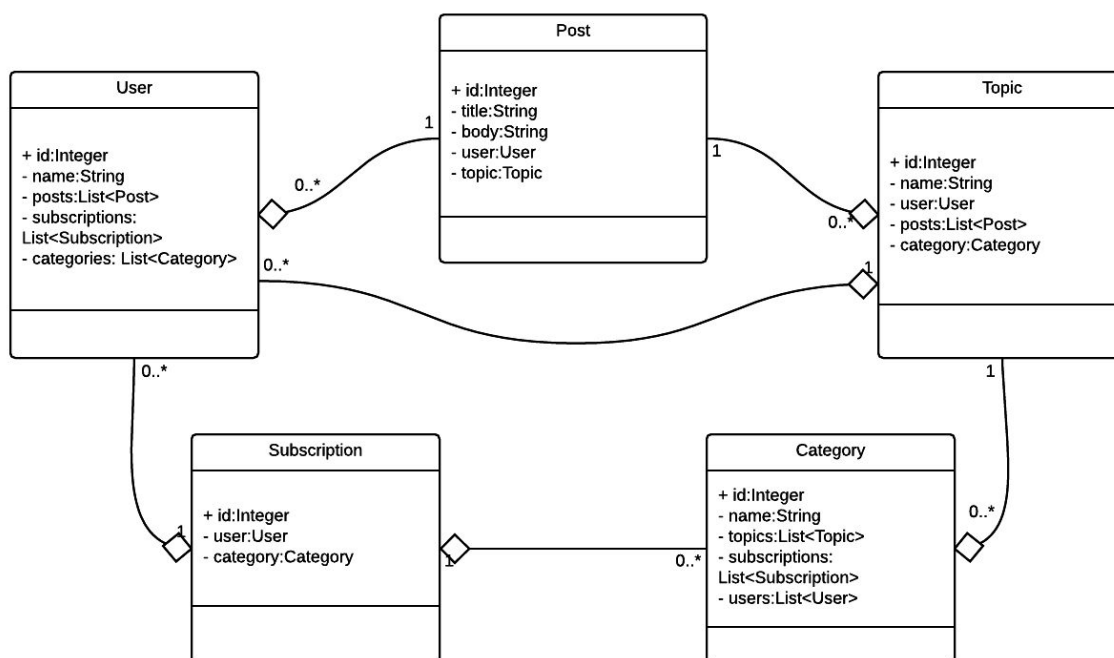 Post
+ id:Integer
- title:String
- body:String
- user:User
- topic:Topic
User
+ id:Integer
- name:String
- posts:List<Post>
- subscriptions:
List<Subscription>
- categories: List<Category>
Topic
+ id:Integer
- name:String
- user:User
- posts:List<Post>
- category:Category
1
0..*
1
0..*
0..*
1
0..*
1
1
0..*
1
0..*
Subscription
+ id:Integer
- user:User
- category:Category
Category
+ id:Integer
- name:String
- topics:List<Topic>
- subscriptions:
List<Subscription>
- users:List<User>